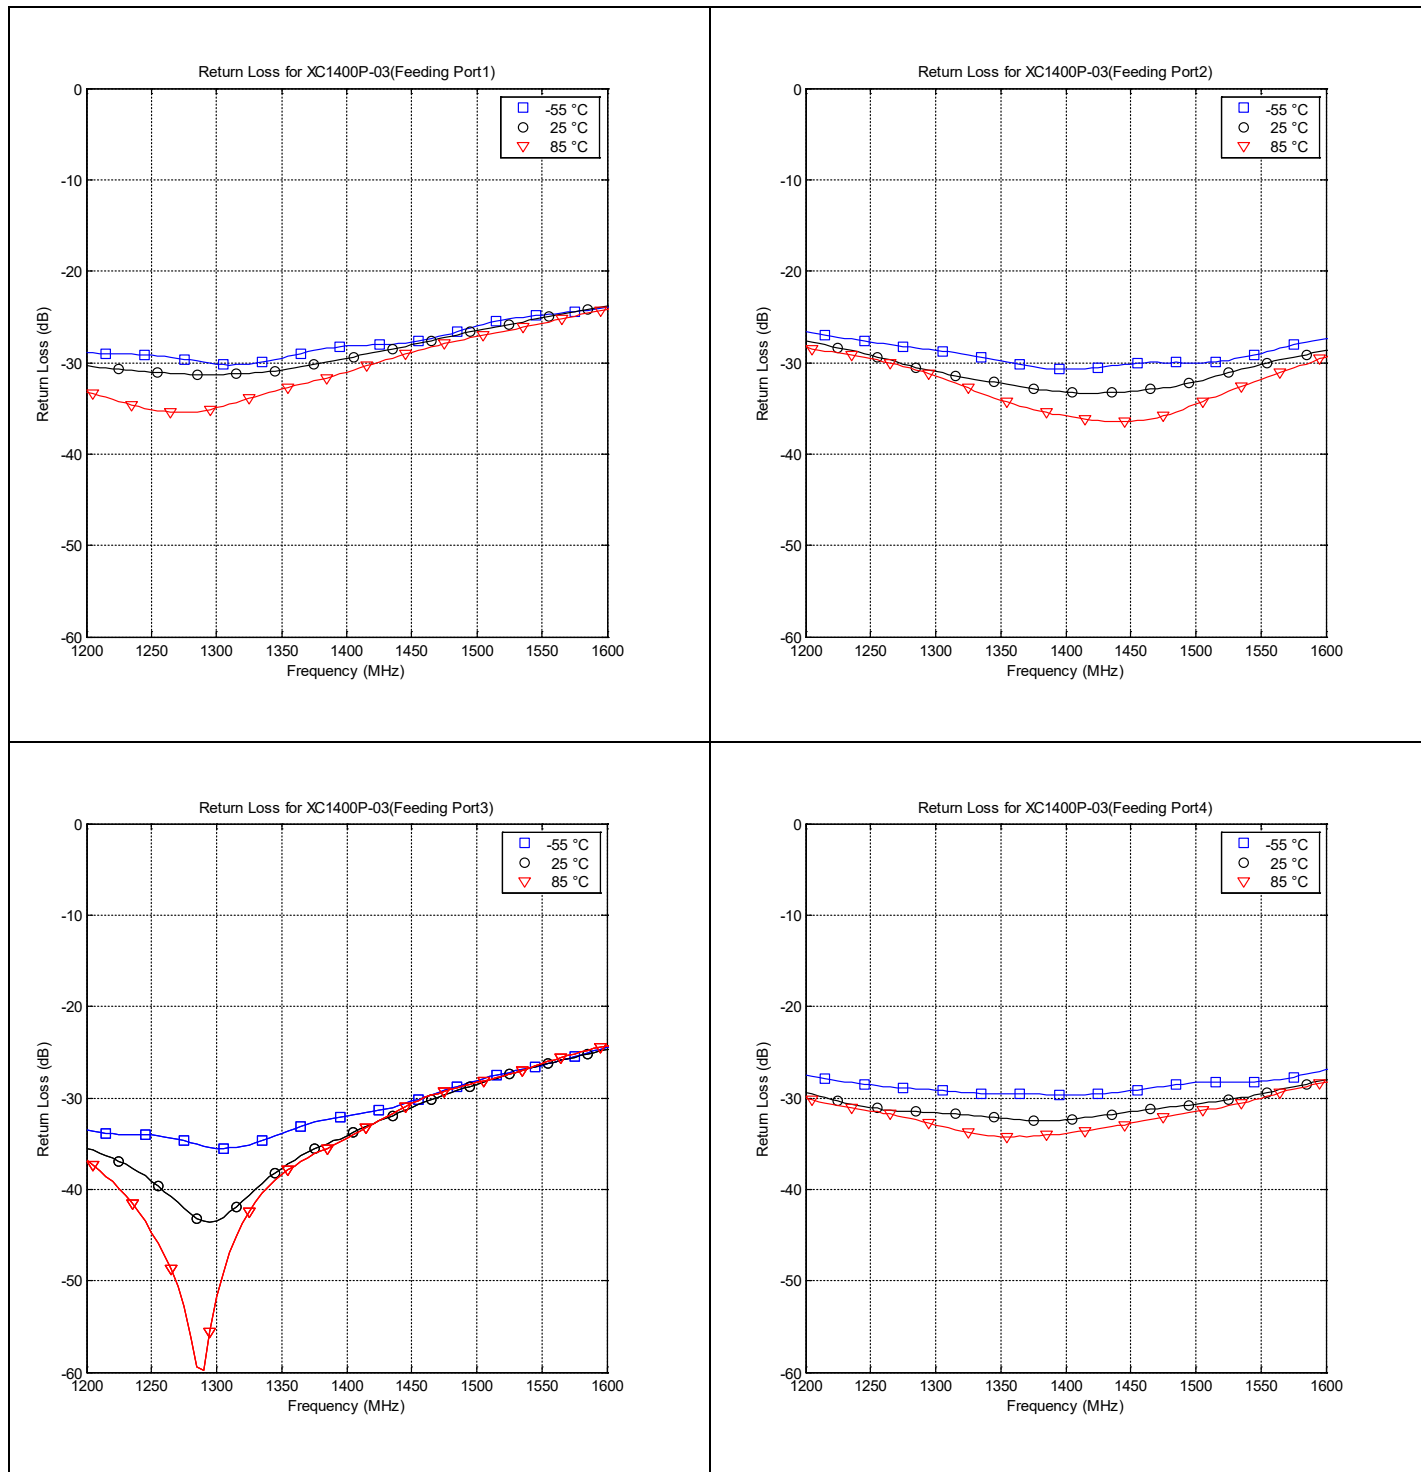 Return Loss for XC1400P-03(Feeding Port1)
0
-10
-20
-30
-40
-50
-60
Return Loss (dB)
-55 °C
25 °C
85 °C
1200 1250 1300 1350 1400 1450 1500 1550 1600
Frequency (MHz)
Return Loss for XC1400P-03(Feeding Port2)
0
-10
-20
-30
-40
-50
-60
Return Loss (dB)
-55 °C
25 °C
85 °C
1200 1250 1300 1350 1400 1450 1500 1550 1600
Frequency (MHz)
Return Loss for XC1400P-03(Feeding Port3)
0
-10
-20
-30
-40
-50
-60
Return Loss (dB)
-55 °C
25 °C
85 °C
1200 1250 1300 1350 1400 1450 1500 1550 1600
Frequency (MHz)
Return Loss for XC1400P-03(Feeding Port4)
0
-10
-20
-30
-40
-50
-60
Return Loss (dB)
-55 °C
25 °C
85 °C
1200 1250 1300 1350 1400 1450 1500 1550 1600
Frequency (MHz)